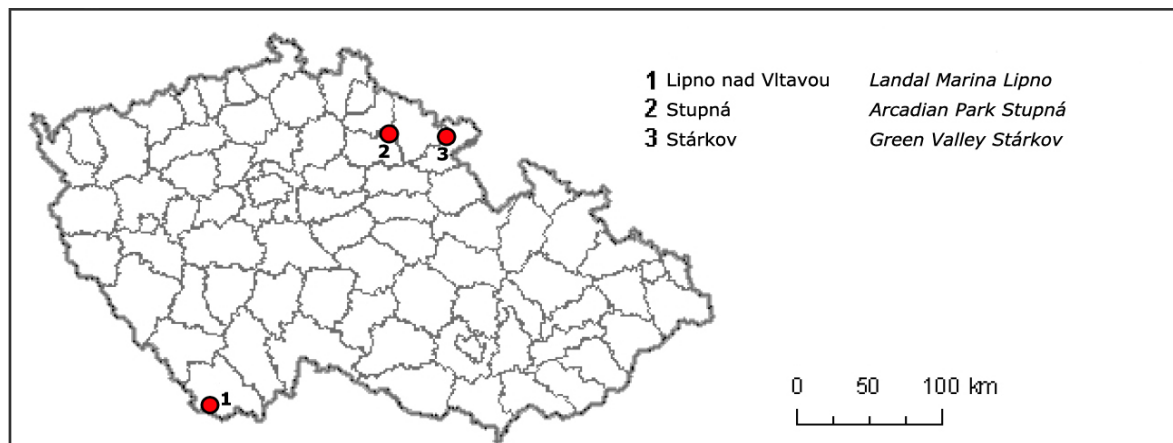 1 Lipno nad Vltavou Landal Marina Lipno
2 Stupná Arcadian Park Stupná
3 Stárkov Green Valley Stárkov
2
3
1
0 50 100 km